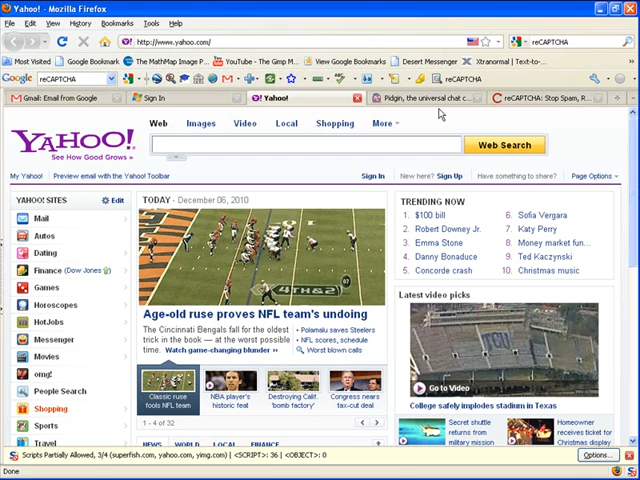 Yahoo! - Mozilla Firefox
File Edit View History Bookmarks Tools Help
http://www.yahoo.com/
reCAPTCHA
Most Visited Google Bookmark The MathMap Image P... YouTube - The Gimp M... Bookmarks Desert Messenger Xtranormal | Text-to-...
Google reCAPTCHA reCAPTCHA
Gmail: Email from Google Sign In Yahoo! Pidgin, the universal chat c... reCAPTCHA: Stop Spam, R...
Web Images Video Local Shopping More
YAHOO!
See How Good Grows »
Web Search
My Yahoo! Preview email with the Yahoo! Toolbar
Sign In New here? Sign Up Have something to share? Page Options
YAHOO! SITES Edit
Mail
Autos
Dating
Finance (Dow Jones)
Games
Horoscopes
HotJobs
Messenger
Movies
omg!
People Search
Shopping
Sports
Travel
TODAY - December 06, 2010
4TH & 2
Age-old ruse proves NFL team's undoing
The Cincinnati Bengals fall for the oldest
trick in the book — at the worst possible
time. Watch game-changing blunder »
• Polamalu saves Steelers
• NFL scores, schedule
Worst blown calls
Classic ruse
fools NFL team
NBA player's
historic feat
Destroying Calif.
'bomb factory'
Congress nears
tax-cut deal
1 - 4 of 32
NEWS WORLD LOCAL FINANCE
TRENDING NOW
1. $100 bill
2. Robert Downey Jr.
3. Emma Stone
4. Danny Bonaduce
5. Concorde crash
6. Sofia Vergara
7. Katy Perry
8. Money market fun...
9. Ted Kaczynski
10. Christmas music
Latest video picks
TCU
Go to Video
College safely implodes stadium in Texas
Secret shuttle
returns from
military mission
Homeowner
receives ticket for
Christmas display
Scripts Partially Allowed, 3/4 (superfish.com, yahoo.com, yimg.com) | <SCRIPT>: 36 | <OBJECT>: 0
Options...
Done